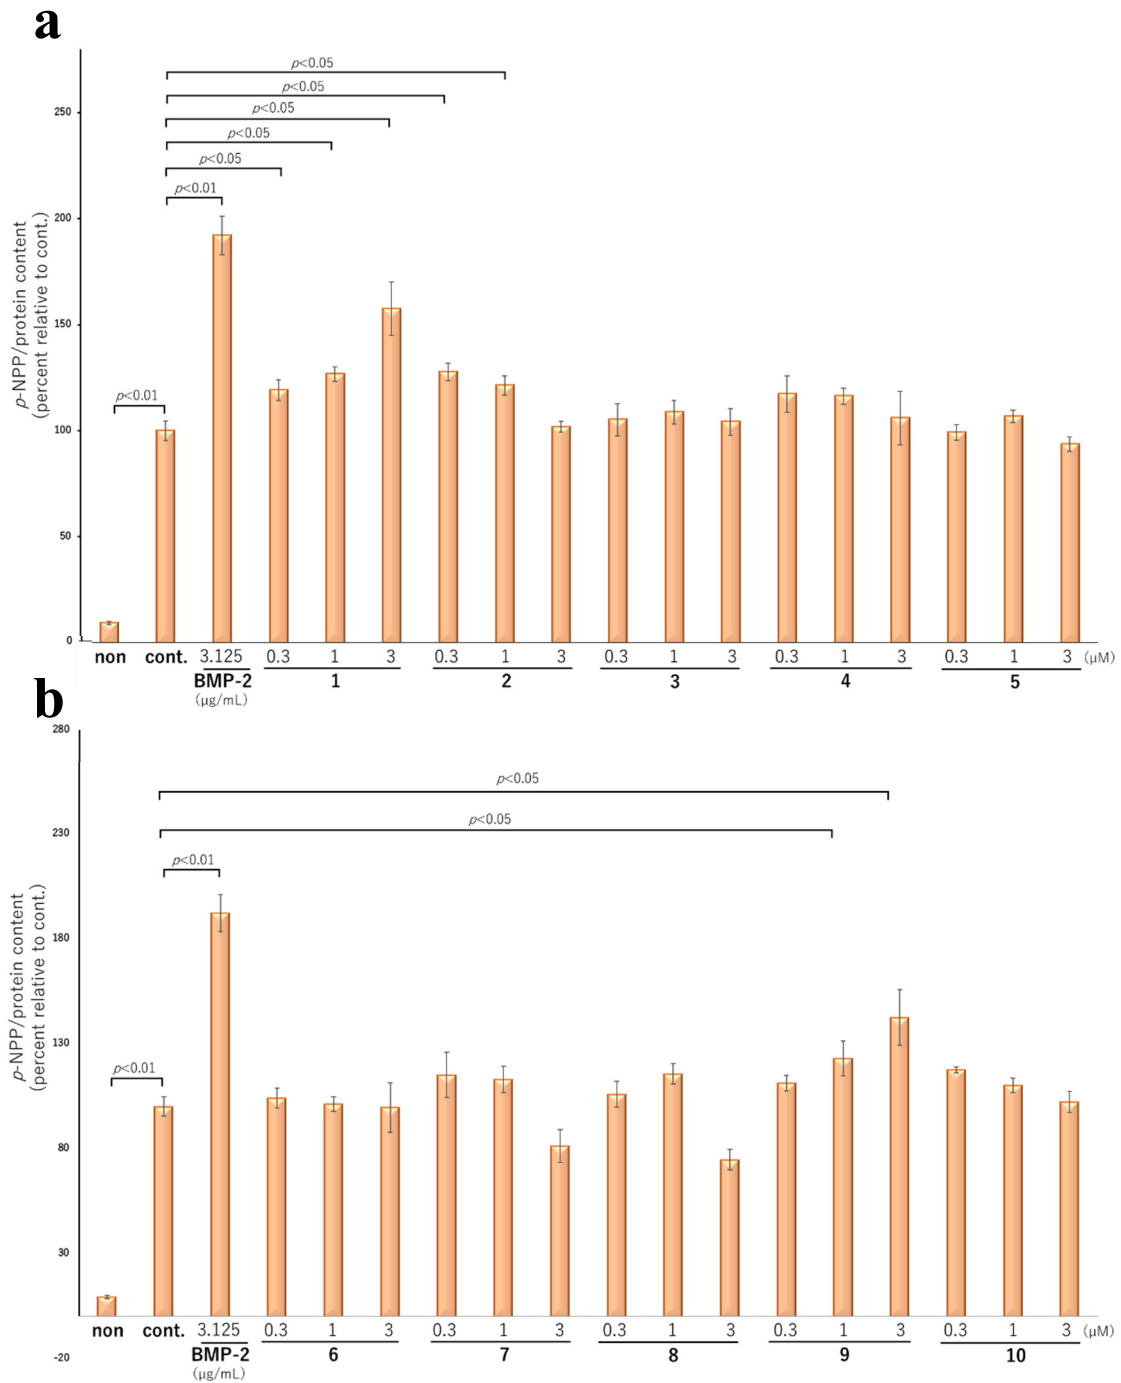 a
p<0.05
p<0.05
p<0.05
p<0.05
p<0.05
p<0.01
p<0.01
p-NPP/protein content
(percent relative to cont.)
250
200
150
100
50
0
non cont. 3.125 0.3 1 3 0.3 1 3 0.3 1 3 0.3 1 3 0.3 1 3 (μM)
BMP-2 1 2 3 4 5
(μg/mL)
b
280
230
180
130
80
30
-20
p<0.05
p<0.05
p<0.01
p<0.01
p-NPP/protein content
(percent relative to cont.)
non cont. 3.125 0.3 1 3 0.3 1 3 0.3 1 3 0.3 1 3 0.3 1 3 (μM)
BMP-2 6 7 8 9 10
(μg/mL)